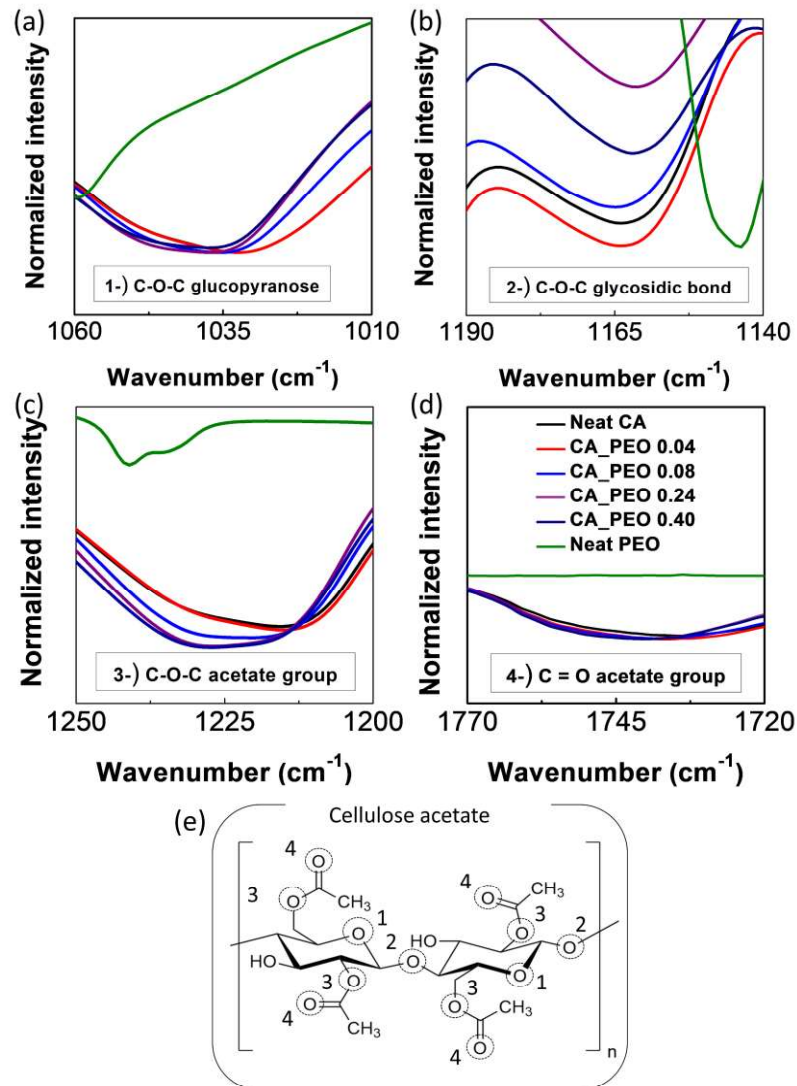 (a)
Normalized intensity
1-) C-O-C glucopyranose
1060 1035 1010
Wavenumber (cm⁻¹)
(b)
Normalized intensity
2-) C-O-C glycosidic bond
1190 1165 1140
Wavenumber (cm⁻¹)
(c)
Normalized intensity
3-) C-O-C acetate group
1250 1225 1200
Wavenumber (cm⁻¹)
(d)
Normalized intensity
Neat CA
CA_PEO 0.04
CA_PEO 0.08
CA_PEO 0.24
CA_PEO 0.40
Neat PEO
4-) C = O acetate group
1770 1745 1720
Wavenumber (cm⁻¹)
(e)
Cellulose acetate
4 O
3 O CH₃
1 O
2 O
HO
3 O
4 O
CH₃
4 O CH₃
3 O
2 O
HO
O 1
3 O
CH₃
4 O
n